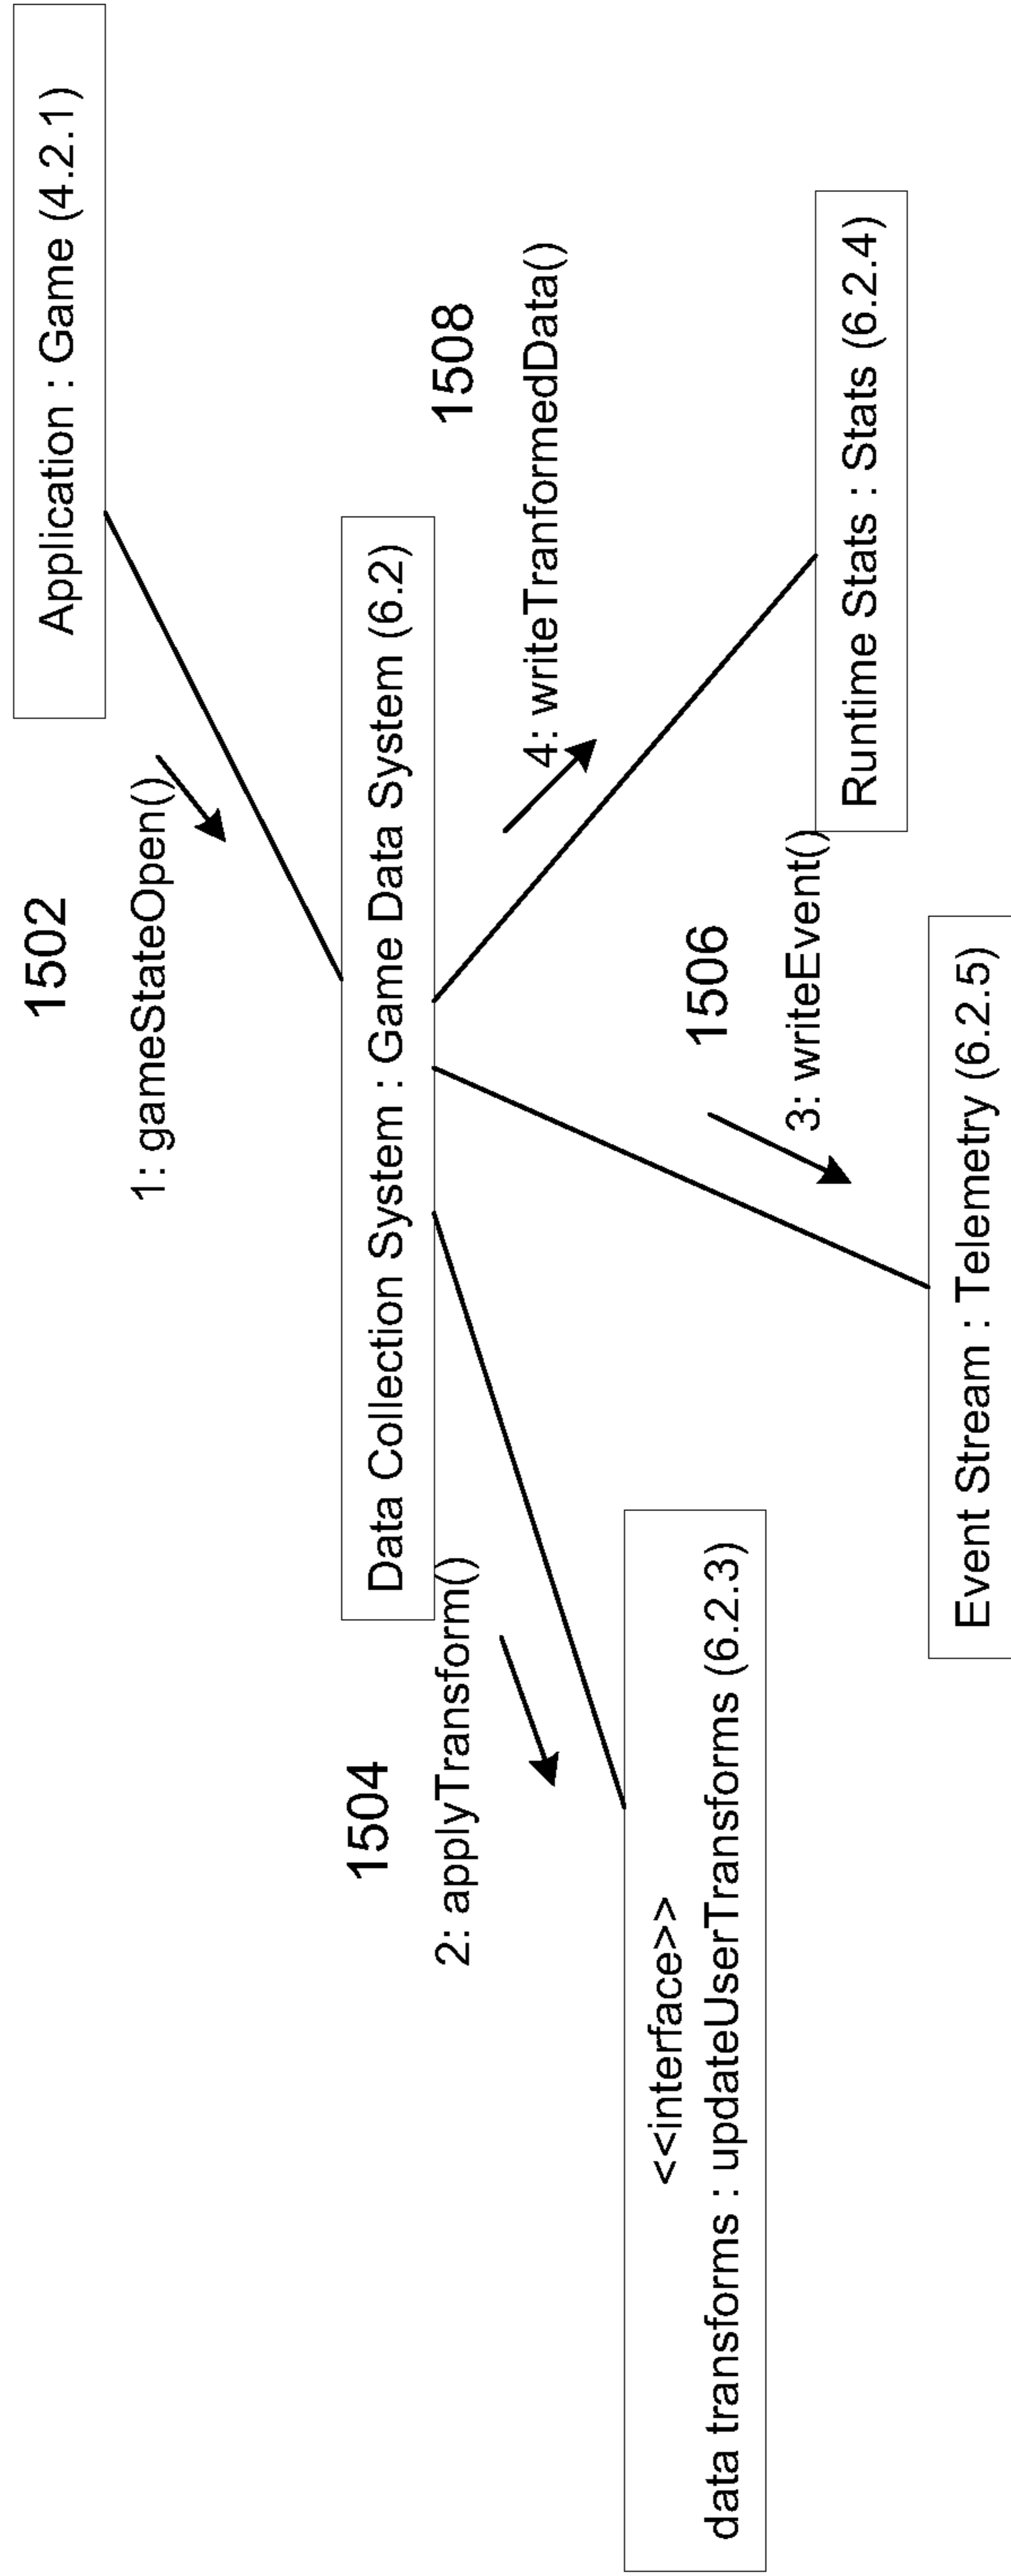 Application : Game (4.2.1)
1502
1: gameStateOpen()
Data Collection System : Game Data System (6.2)
1504
2: applyTransform()
1508
4: writeTranformedData()
<<interface>>
data transforms : updateUserTransforms (6.2.3)
1506
3: writeEvent()
Runtime Stats : Stats (6.2.4)
Event Stream : Telemetry (6.2.5)